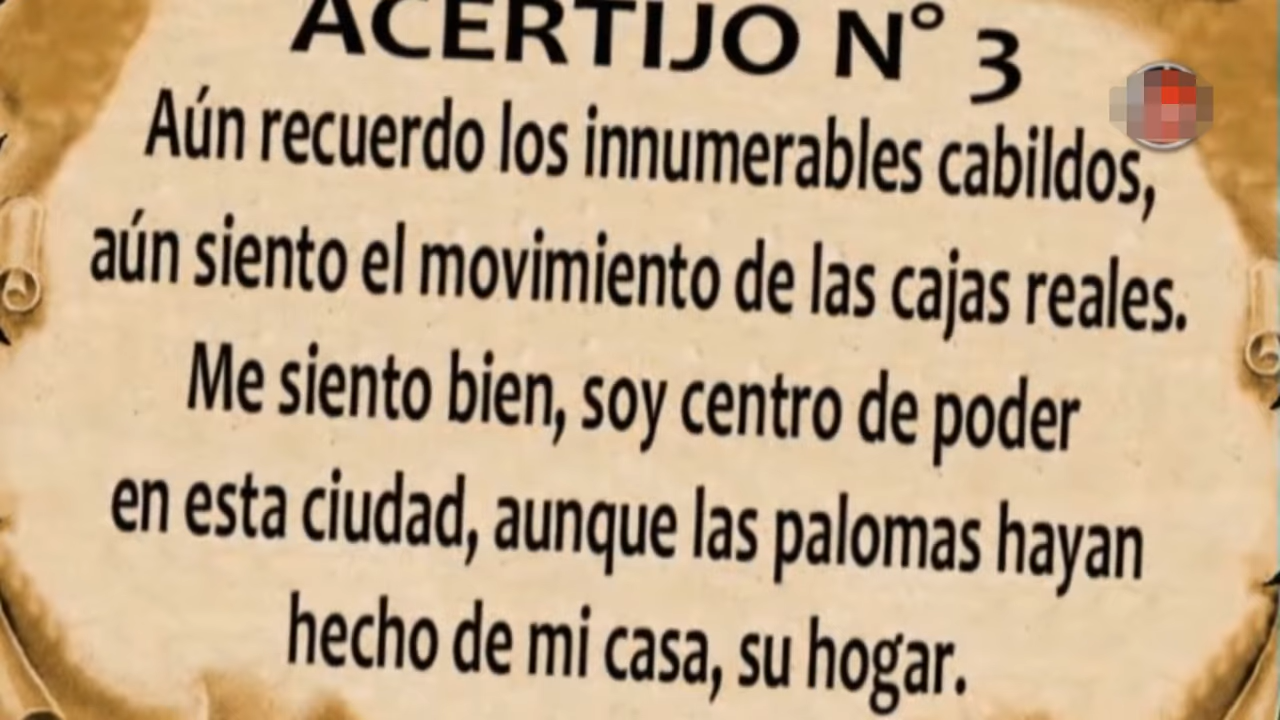 ACERTIJO N° 3
Aún recuerdo los innumerables cabildos,
aún siento el movimiento de las cajas reales.
Me siento bien, soy centro de poder
en esta ciudad, aunque las palomas hayan
hecho de mi casa, su hogar.